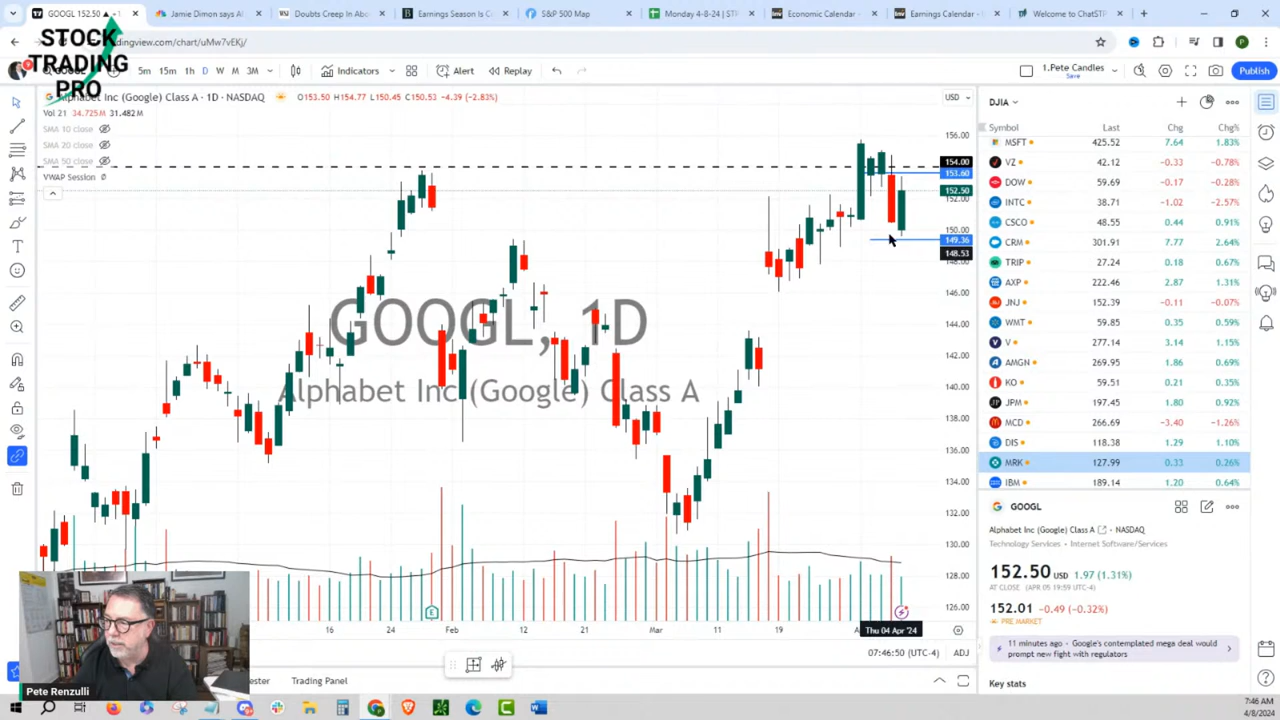 GOOGL 152.50 ▲ +1
Jamie Dimon says AI
Doubts Creep In Abo
Earnings Season Is C
S&P 500 Map
Monday 4-8-24 | ST
Economic Calendar -
Earnings Calendar -
Welcome to ChatSTP
STOCK
TRADING
PRO
dingview.com/chart/uMw7vEKj/
5m 15m 1h D W M 3M
Indicators
Alert
Replay
1.Pete Candles
Save
Publish
Alphabet Inc (Google) Class A · 1D · NASDAQ
O153.50 H154.77 L150.45 C150.53 -4.39 (-2.83%)
Vol 21 34.725M 31.482M
SMA 10 close
SMA 20 close
SMA 50 close
VWAP Session
USD
156.00
154.00
153.60
152.50
152.00
150.00
149.36
148.53
148.00
146.00
144.00
142.00
140.00
138.00
136.00
134.00
132.00
130.00
128.00
126.00
GOOGL, 1D
Alphabet Inc (Google) Class A
16 24 Feb 12 21 Mar 11 19
Thu 04 Apr '24
07:46:50 (UTC-4)
ADJ
Trading Panel
DJIA
Symbol Last Chg Chg%
MSFT 425.52 7.64 1.83%
VZ 42.12 -0.33 -0.78%
DOW 59.69 -0.17 -0.28%
INTC 38.71 -1.02 -2.57%
CSCO 48.55 0.44 0.91%
CRM 301.91 7.77 2.64%
TRIP 27.24 0.18 0.67%
AXP 222.46 2.87 1.31%
JNJ 152.39 -0.11 -0.07%
WMT 59.85 0.35 0.59%
V 277.14 3.14 1.15%
AMGN 269.95 1.86 0.69%
KO 59.51 0.21 0.35%
JPM 197.45 1.80 0.92%
MCD 266.69 -3.40 -1.26%
DIS 118.38 1.29 1.10%
MRK 127.99 0.33 0.26%
IBM 189.14 1.20 0.64%
GOOGL
Alphabet Inc (Google) Class A · NASDAQ
Technology Services · Internet Software/Services
152.50 USD 1.97 (1.31%)
AT CLOSE (APR 05 19:59 UTC-4)
152.01 -0.49 (-0.32%)
PRE MARKET
11 minutes ago · Google's contemplated mega deal would
prompt new fight with regulators
Key stats
Pete Renzulli
7:46 AM
4/8/2024